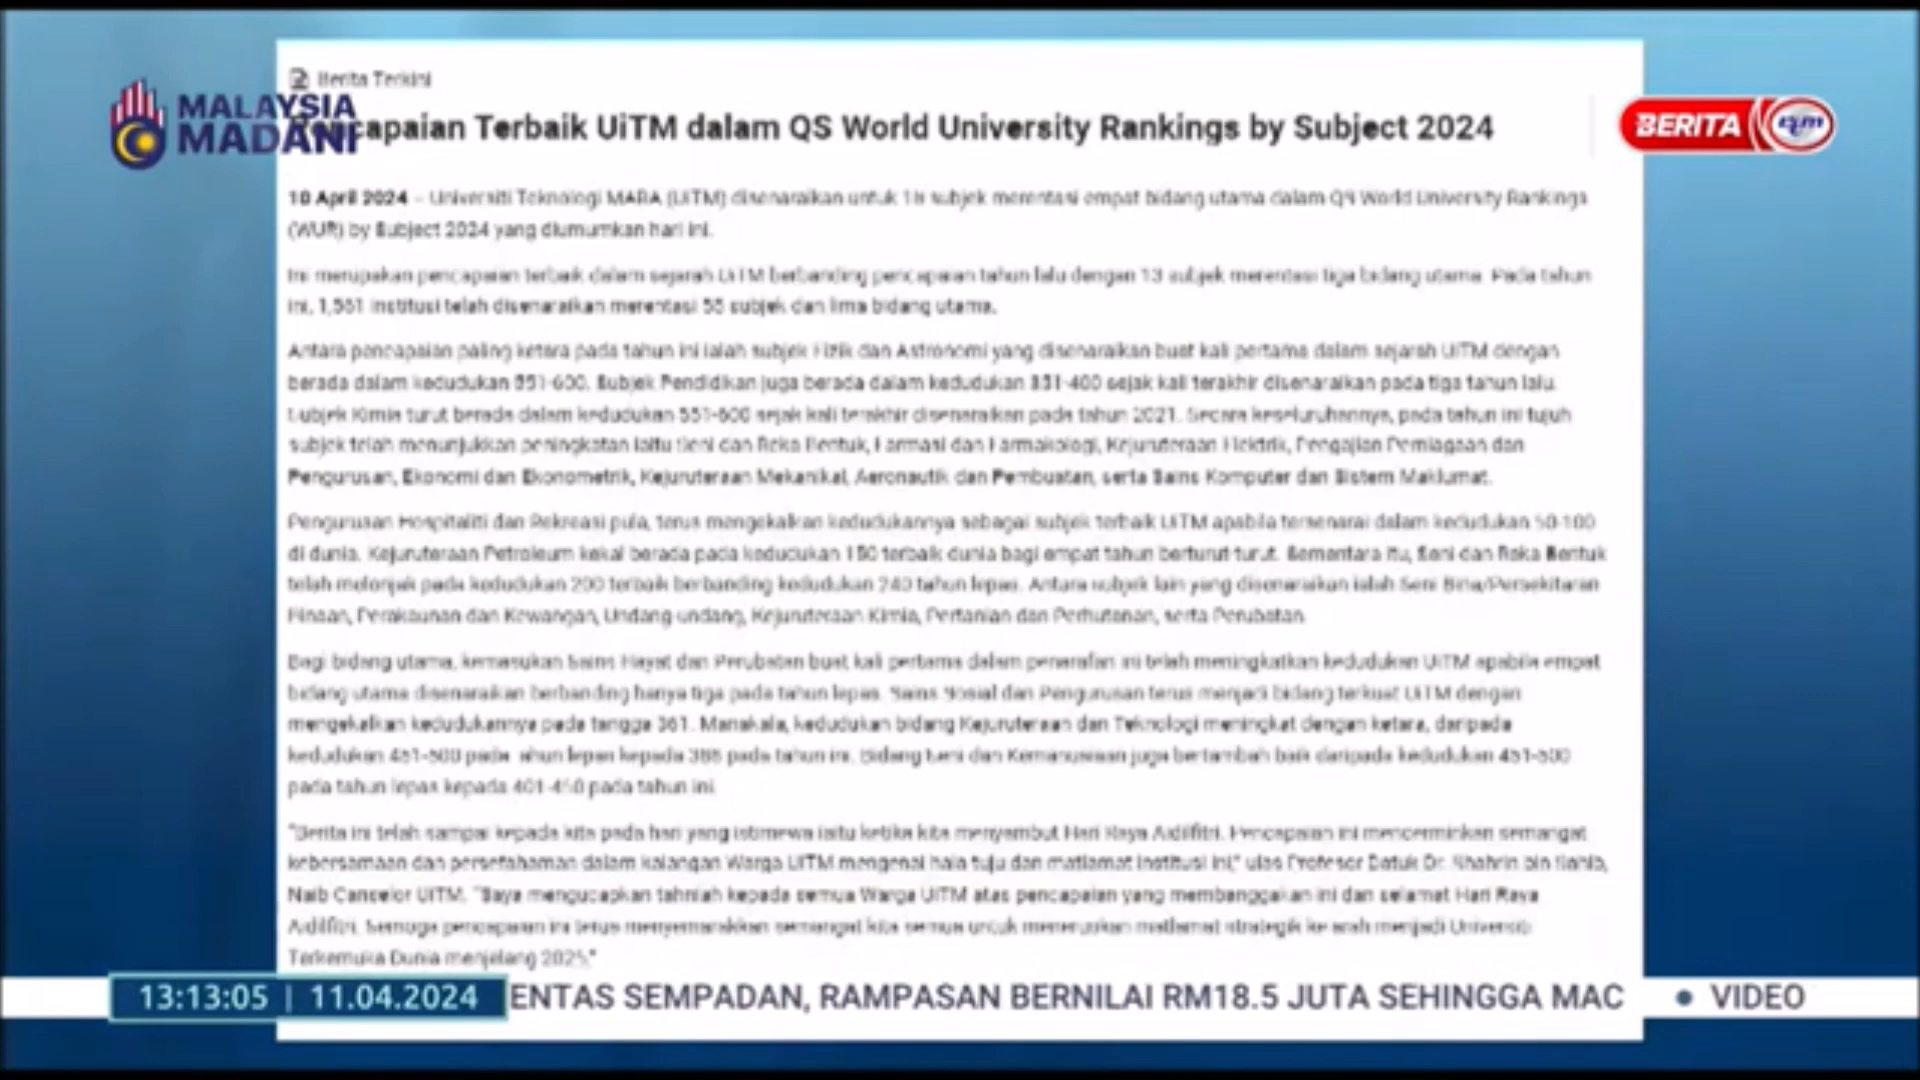 Berita Terkini
MALAYSIA
MADANI
capaian Terbaik UiTM dalam QS World University Rankings by Subject 2024
BERITA rtm
10 April 2024 – Universiti Teknologi MARA (UiTM) disenaraikan untuk subjek merentasi empat bidang utama dalam QS World University Rankings
(WUR) by Subject 2024 yang diumumkan hari ini.
Ini merupakan pencapaian terbaik dalam sejarah UiTM berbanding pencapaian tahun lalu dengan 13 subjek merentasi tiga bidang utama. Pada tahun
ini, 1,561 institusi telah disenaraikan merentasi 55 subjek dan lima bidang utama.
Antara pencapaian paling ketara pada tahun ini ialah subjek Fizik dan Astronomi yang disenaraikan buat kali pertama dalam sejarah UiTM dengan
berada dalam kedudukan 551-600. Subjek Pendidikan juga berada dalam kedudukan 351-400 sejak kali terakhir disenaraikan pada tiga tahun lalu.
Subjek Kimia turut berada dalam kedudukan 551-600 sejak kali terakhir disenaraikan pada tahun 2021. Secara keseluruhannya, pada tahun ini tujuh
subjek telah menunjukkan peningkatan iaitu Seni dan Reka Bentuk, Farmasi dan Farmakologi, Kejuruteraan Elektrik, Pengajian Perniagaan dan
Pengurusan, Ekonomi dan Ekonometrik, Kejuruteraan Mekanikal, Aeronautik dan Pembuatan, serta Sains Komputer dan Sistem Maklumat.
Pengurusan Hospitaliti dan Rekreasi pula, terus mengekalkan kedudukannya sebagai subjek terbaik UiTM apabila tersenarai dalam kedudukan 50-100
di dunia. Kejuruteraan Petroleum kekal berada pada kedudukan 150 terbaik dunia bagi empat tahun berturut turut. Sementara itu, Seni dan Reka Bentuk
telah melonjak pada kedudukan 200 terbaik berbanding kedudukan 240 tahun lepas. Antara subjek lain yang disenaraikan ialah Seni Bina/Persekitaran
Binaan, Perakaunan dan Kewangan, Undang-undang, Kejuruteraan Kimia, Pertanian dan Perhutanan, serta Perubatan.
Bagi bidang utama, kemasukan Sains Hayat dan Perubatan buat kali pertama dalam penarafan ini telah meningkatkan kedudukan UiTM apabila empat
bidang utama disenaraikan berbanding hanya tiga pada tahun lepas. Sains Sosial dan Pengurusan terus menjadi bidang terkuat UiTM dengan
mengekalkan kedudukannya pada tangga 361. Manakala, kedudukan bidang Kejuruteraan dan Teknologi meningkat dengan ketara, daripada
kedudukan 451-500 pada tahun lepas kepada pada tahun ini. Bidang Seni dan Kemanusiaan juga bertambah baik daripada kedudukan 451-500
pada tahun lepas kepada 401-450 pada tahun ini.
"Berita ini telah sampai kepada kita pada hari yang istimewa iaitu ketika kita menyambut Hari Raya Aidilfitri. Pencapaian ini mencerminkan semangat
kebersamaan dan persefahaman dalam kalangan Warga UiTM mengenai hala tuju dan matlamat institusi ini," ulas Profesor Datuk Dr. Shahrin bin Sahib,
Naib Canselor UiTM. "Saya mengucapkan tahniah kepada semua Warga UiTM atas pencapaian yang membanggakan ini dan selamat Hari Raya
Aidilfitri. Semoga pencapaian ini terus menyemarakkan semangat kita semua untuk meneruskan matlamat strategik ke arah menjadi Universiti
Terkemuka Dunia menjelang 2025."
13:13:05 | 11.04.2024 ENTAS SEMPADAN, RAMPASAN BERNILAI RM18.5 JUTA SEHINGGA MAC • VIDEO